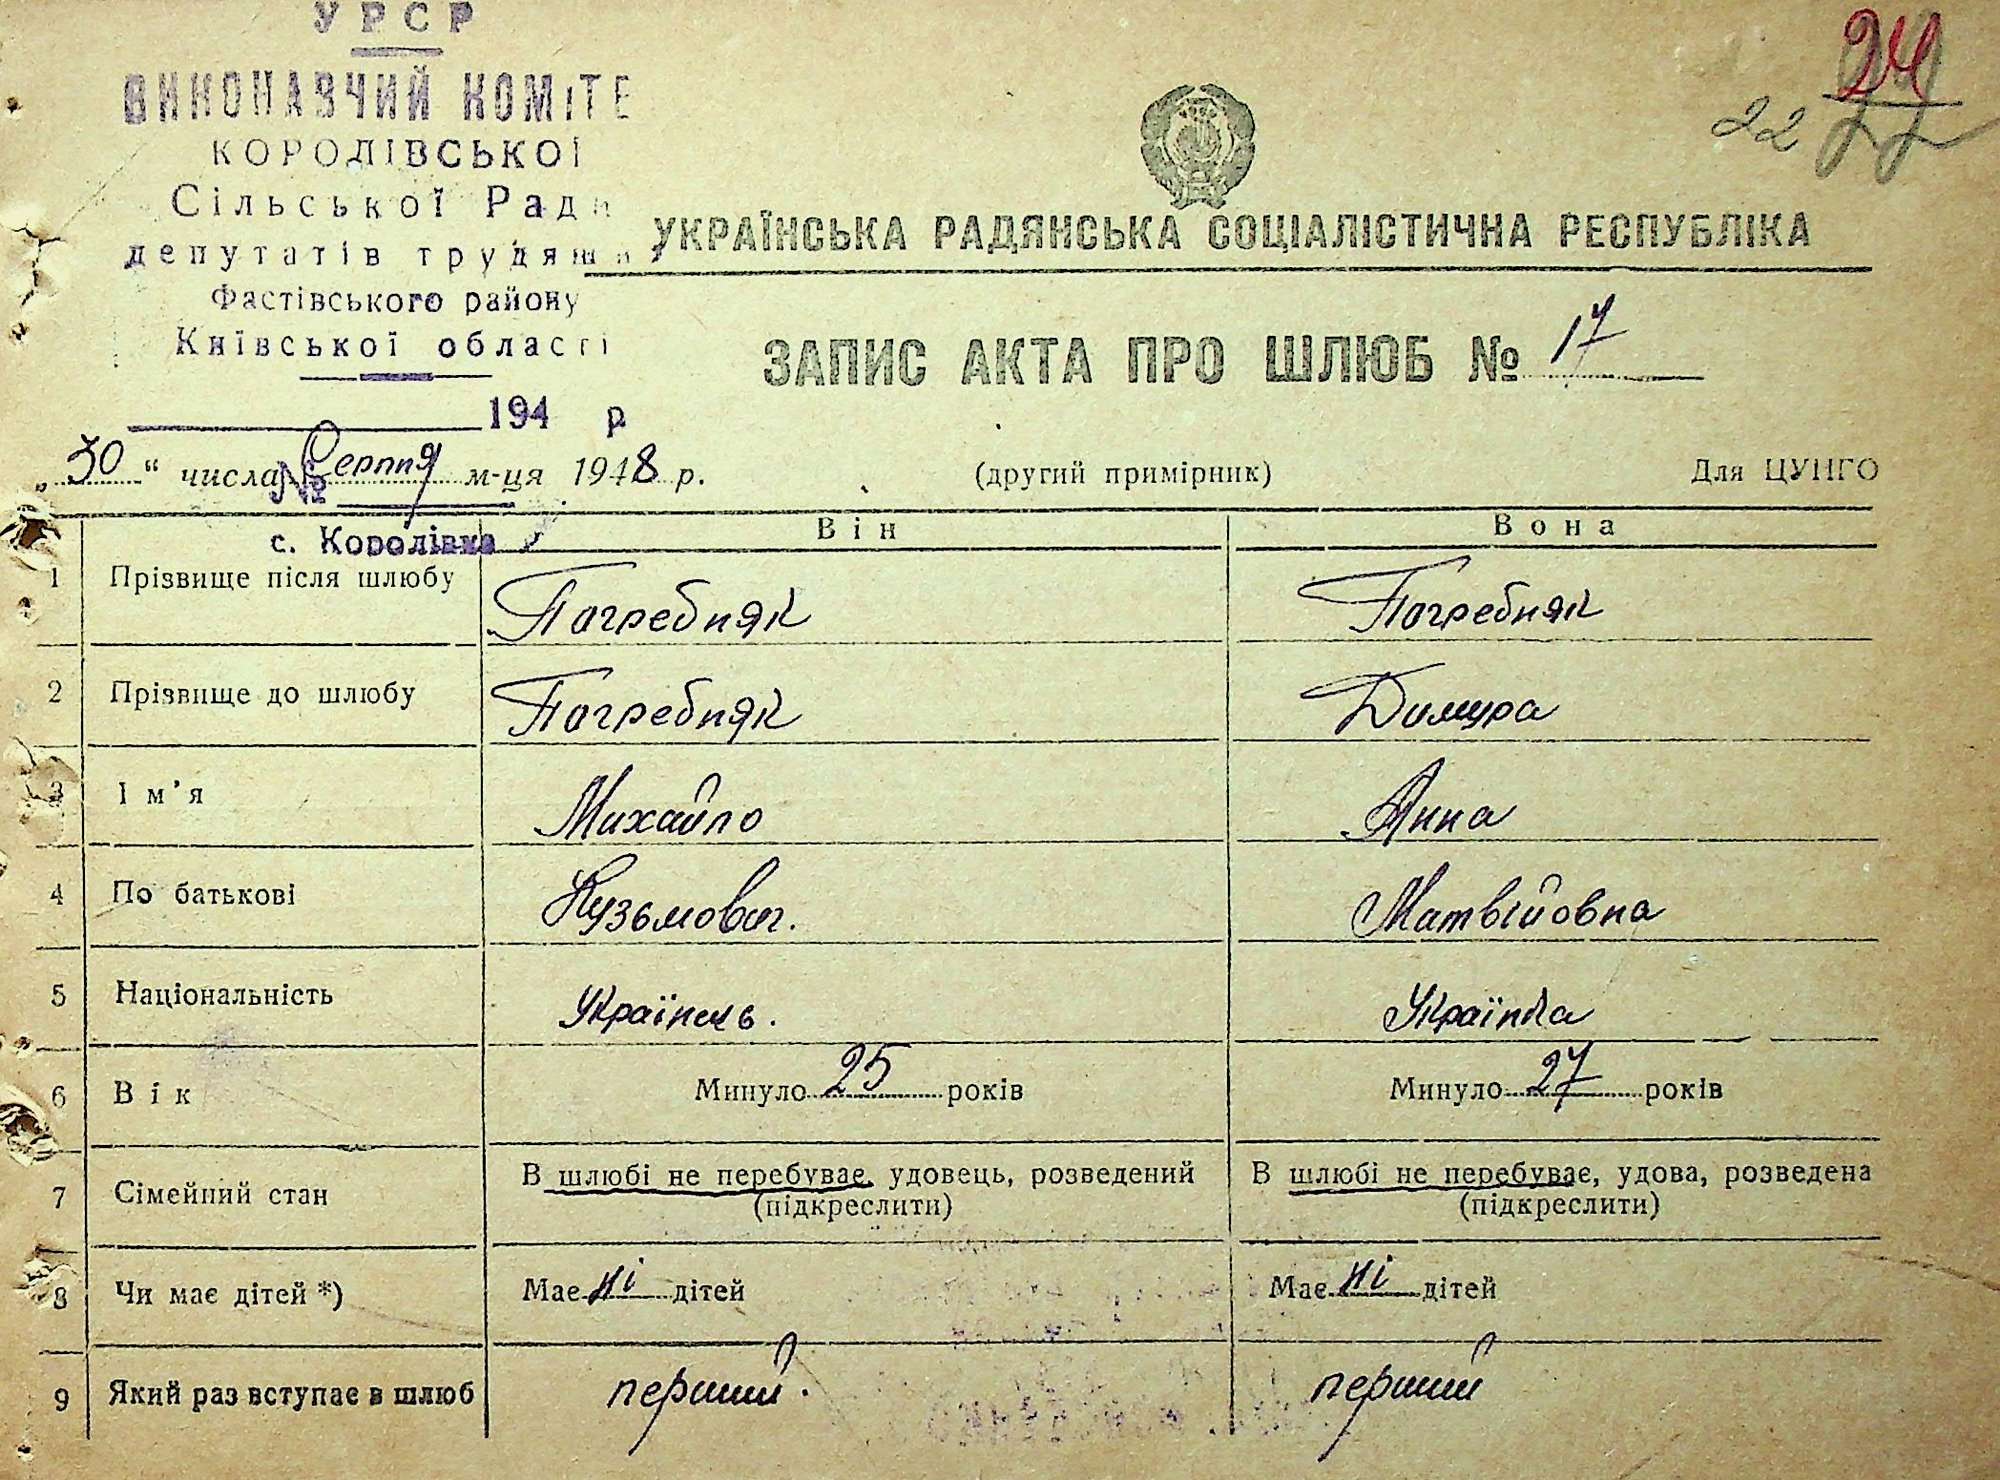 УРСР
ВИКОНАВЧИЙ КОМІТЕ
КОРОЛІВСЬКОЇ
Сільської Ради
депутатів трудящи
Фастівського району
Київської області
194 р.
№
с. Королівка
24
22
УКРАЇНСЬКА РАДЯНСЬКА СОЦІАЛІСТИЧНА РЕСПУБЛІКА
ЗАПИС АКТА ПРО ШЛЮБ № 17
„30“ числа Серпня м-ця 1948 р. (другий примірник) Для ЦУНГО
Він Вона
1 Прізвище після шлюбу Погребняк Погребняк
2 Прізвище до шлюбу Погребняк Димура
3 Ім'я Михайло Анна
4 По батькові Кузьмович. Матвійовна
5 Національність Українець. Українка
6 Вік Минуло 25 років Минуло 27 років
7 Сімейний стан В шлюбі не перебуває, удовець, розведений В шлюбі не перебуває, удова, розведена
(підкреслити) (підкреслити)
8 Чи має дітей *) Має ні дітей Має ні дітей
9 Який раз вступає в шлюб перший. перший